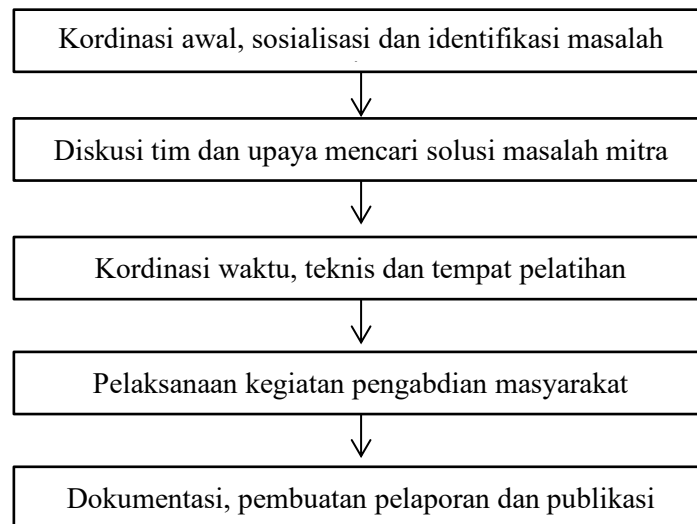 Kordinasi awal, sosialisasi dan identifikasi masalah
Diskusi tim dan upaya mencari solusi masalah mitra
Kordinasi waktu, teknis dan tempat pelatihan
Pelaksanaan kegiatan pengabdian masyarakat
Dokumentasi, pembuatan pelaporan dan publikasi